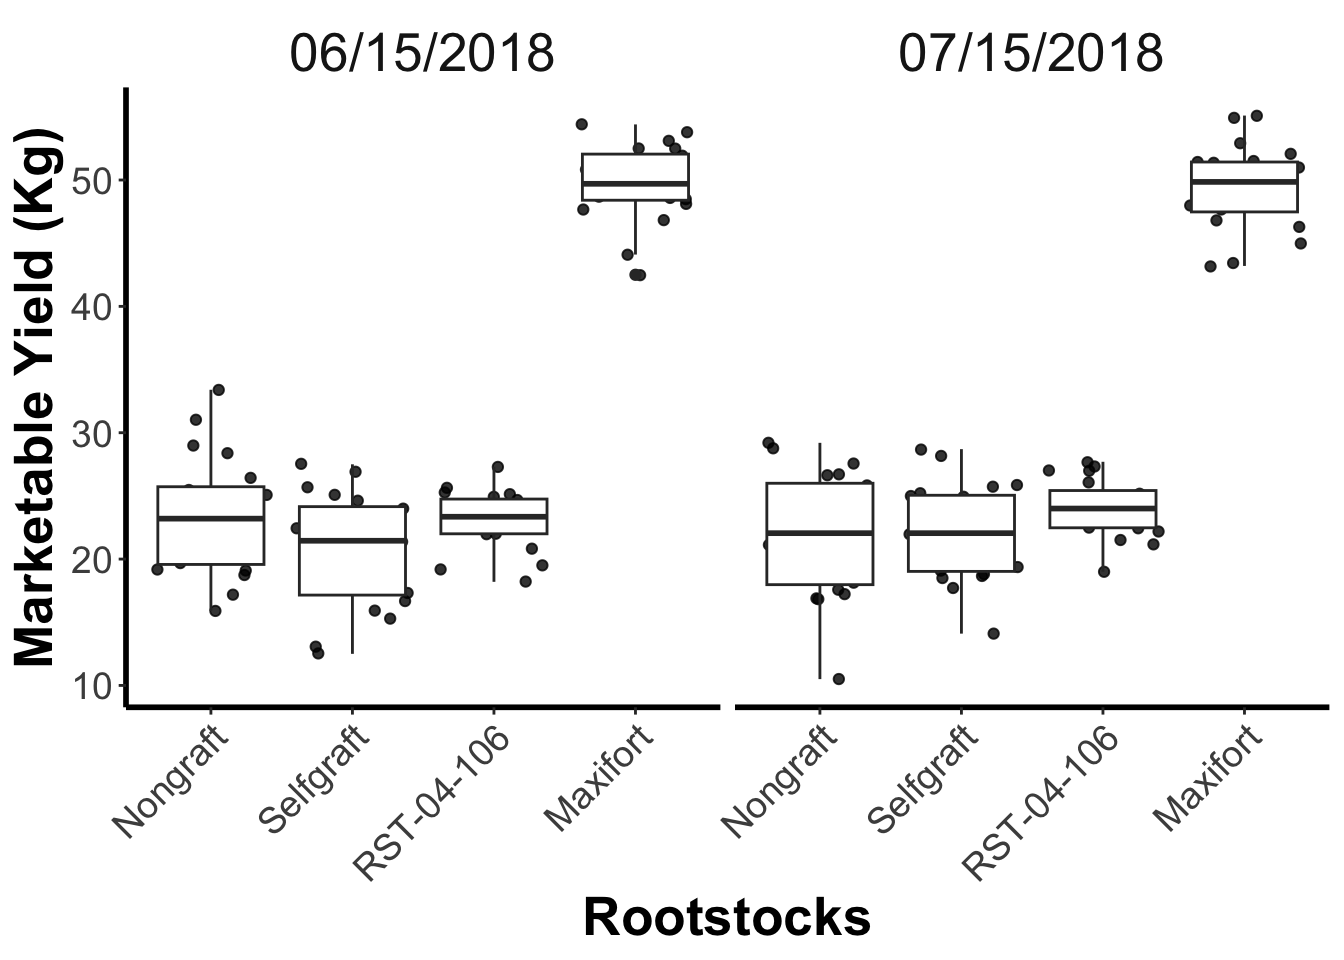 06/15/2018
07/15/2018
Marketable Yield (Kg)
50
40
30
20
10
Nongraft
Selfgraft
RST-04-106
Maxifort
Nongraft
Selfgraft
RST-04-106
Maxifort
Rootstocks